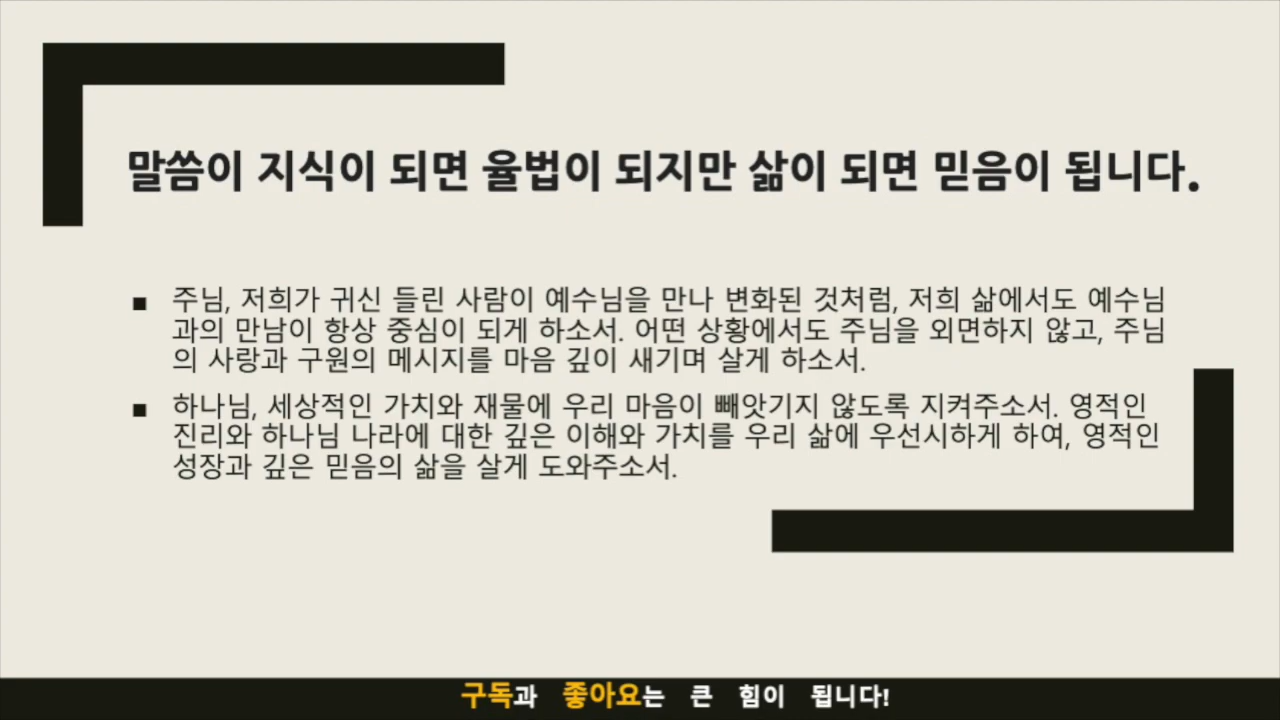 말씀이 지식이 되면 율법이 되지만 삶이 되면 믿음이 됩니다.
■ 주님, 저희가 귀신 들린 사람이 예수님을 만나 변화된 것처럼, 저희 삶에서도 예수님
과의 만남이 항상 중심이 되게 하소서. 어떤 상황에서도 주님을 외면하지 않고, 주님
의 사랑과 구원의 메시지를 마음 깊이 새기며 살게 하소서.
■ 하나님, 세상적인 가치와 재물에 우리 마음이 빼앗기지 않도록 지켜주소서. 영적인
진리와 하나님 나라에 대한 깊은 이해와 가치를 우리 삶에 우선시하게 하여, 영적인
성장과 깊은 믿음의 삶을 살게 도와주소서.
구독과 좋아요는 큰 힘이 됩니다!